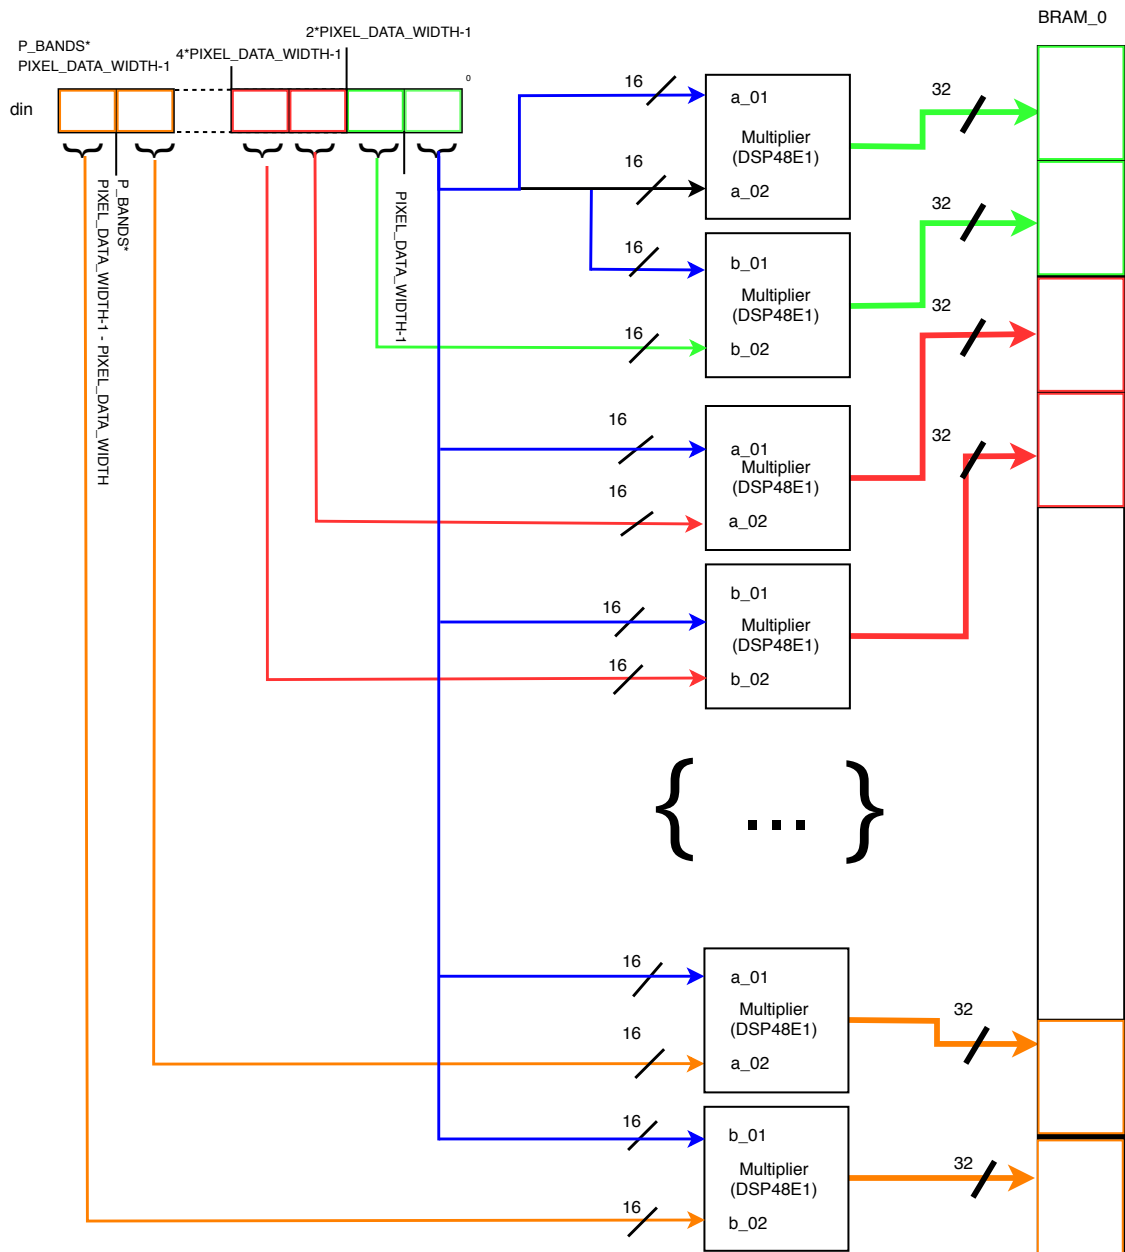 BRAM_0
2*PIXEL_DATA_WIDTH-1
P_BANDS*
PIXEL_DATA_WIDTH-1
4*PIXEL_DATA_WIDTH-1
0
din
P_BANDS*
PIXEL_DATA_WIDTH-1 - PIXEL_DATA_WIDTH
PIXEL_DATA_WIDTH-1
16
a_01
32
Multiplier
(DSP48E1)
16
a_02
32
16
b_01
Multiplier
(DSP48E1)
32
16
b_02
16
a_01
32
Multiplier
(DSP48E1)
16
a_02
16
b_01
Multiplier
(DSP48E1)
16
b_02
{ ... }
16
a_01
Multiplier
(DSP48E1)
32
16
a_02
16
b_01
Multiplier
(DSP48E1)
32
16
b_02